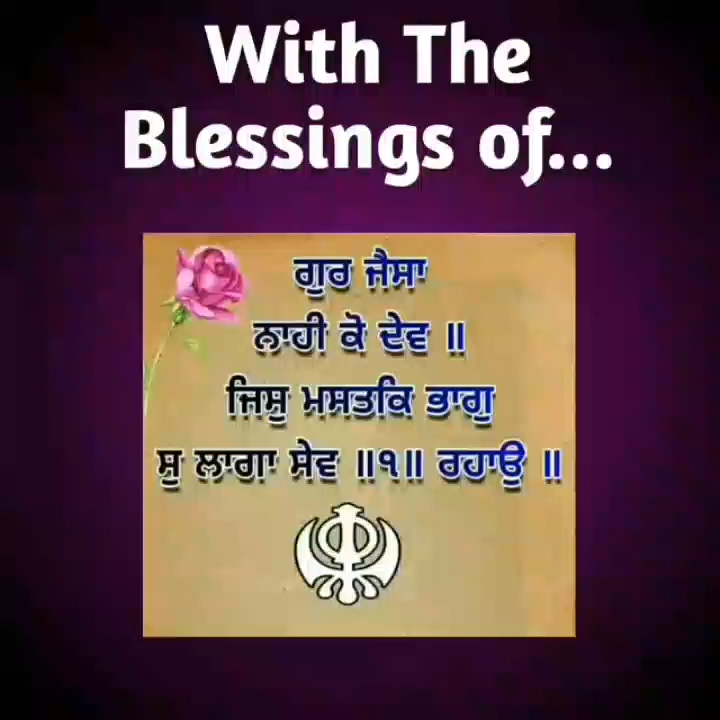 With The
Blessings of...
ਗੁਰ ਜੈਸਾ
ਨਾਹੀ ਕੋ ਦੇਵ ॥
ਜਿਸੁ ਮਸਤਕਿ ਭਾਗੁ
ਸੁ ਲਾਗਾ ਸੇਵ ॥੧॥ ਰਹਾਉ ॥